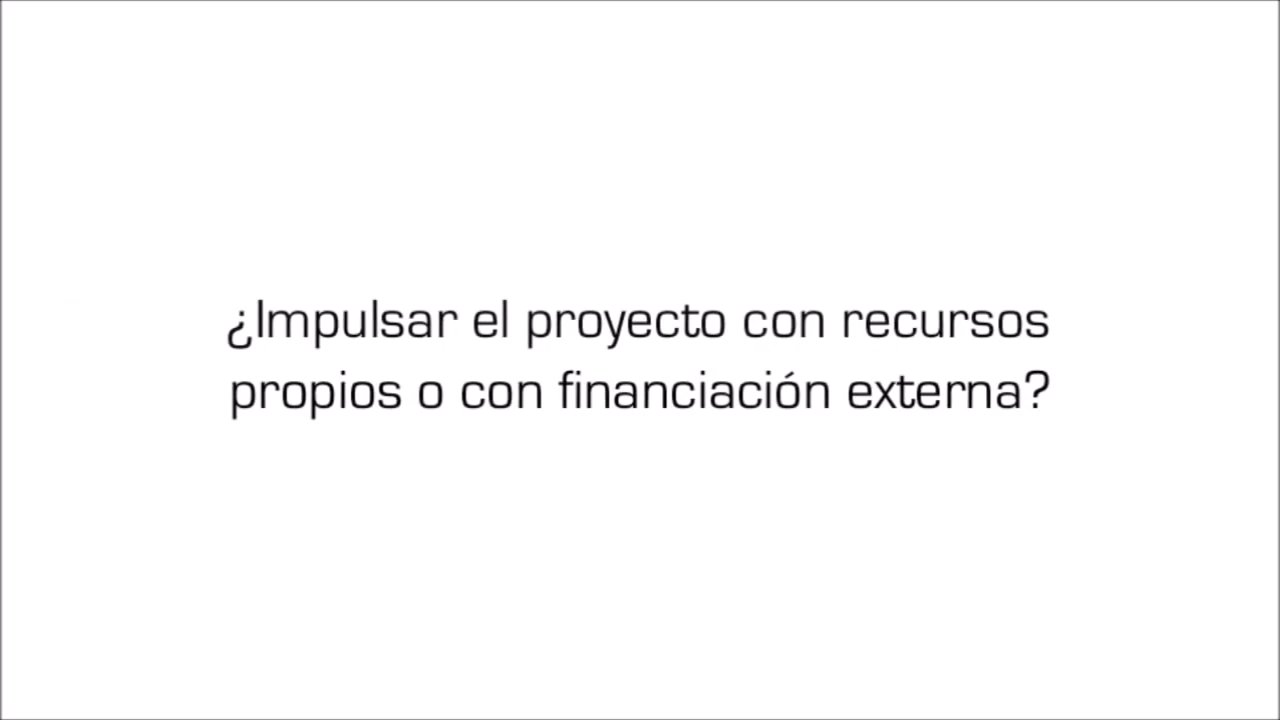 ¿Impulsar el proyecto con recursos
propios o con financiación externa?